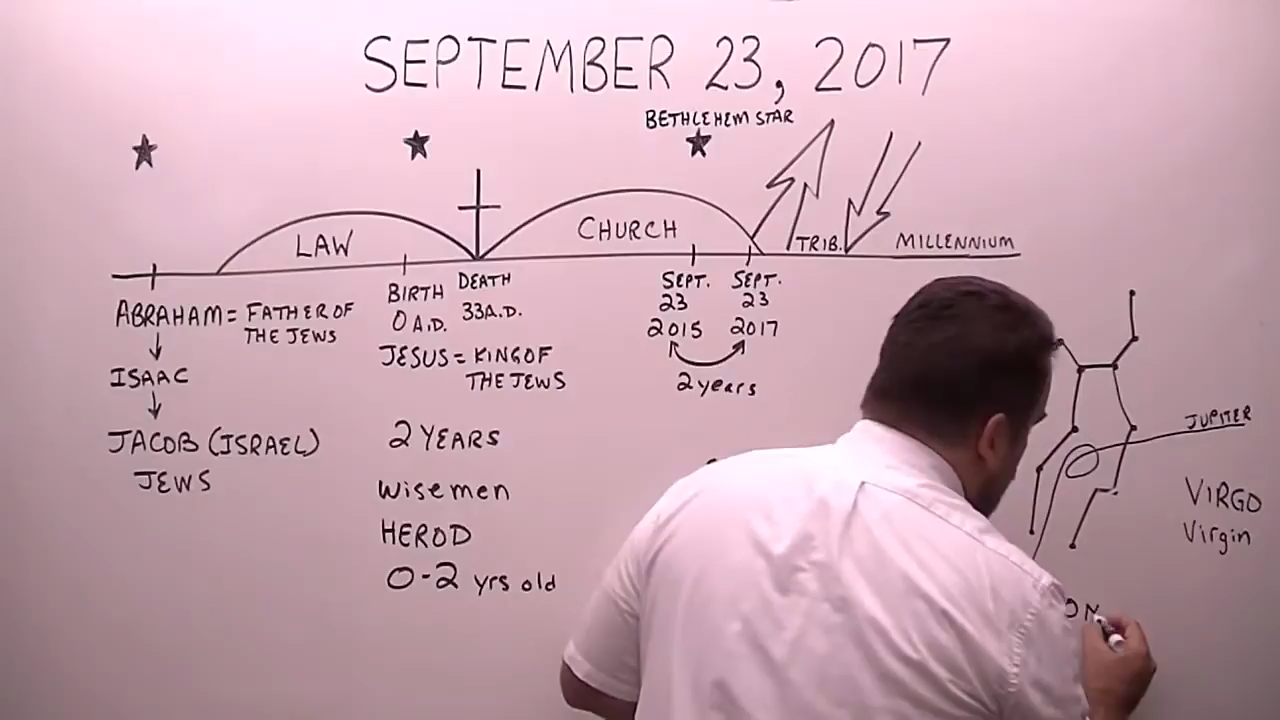 SEPTEMBER 23, 2017
BETHLEHEM STAR
LAW
CHURCH
TRIB.
MILLENNIUM
ABRAHAM = FATHER OF
THE JEWS
ISAAC
JACOB (ISRAEL)
JEWS
BIRTH
0 A.D.
DEATH
33 A.D.
JESUS = KING OF
THE JEWS
2 YEARS
wisemen
HEROD
0-2 yrs old
SEPT.
23
2015
SEPT.
23
2017
2 years
JUPITER
VIRGO
Virgin